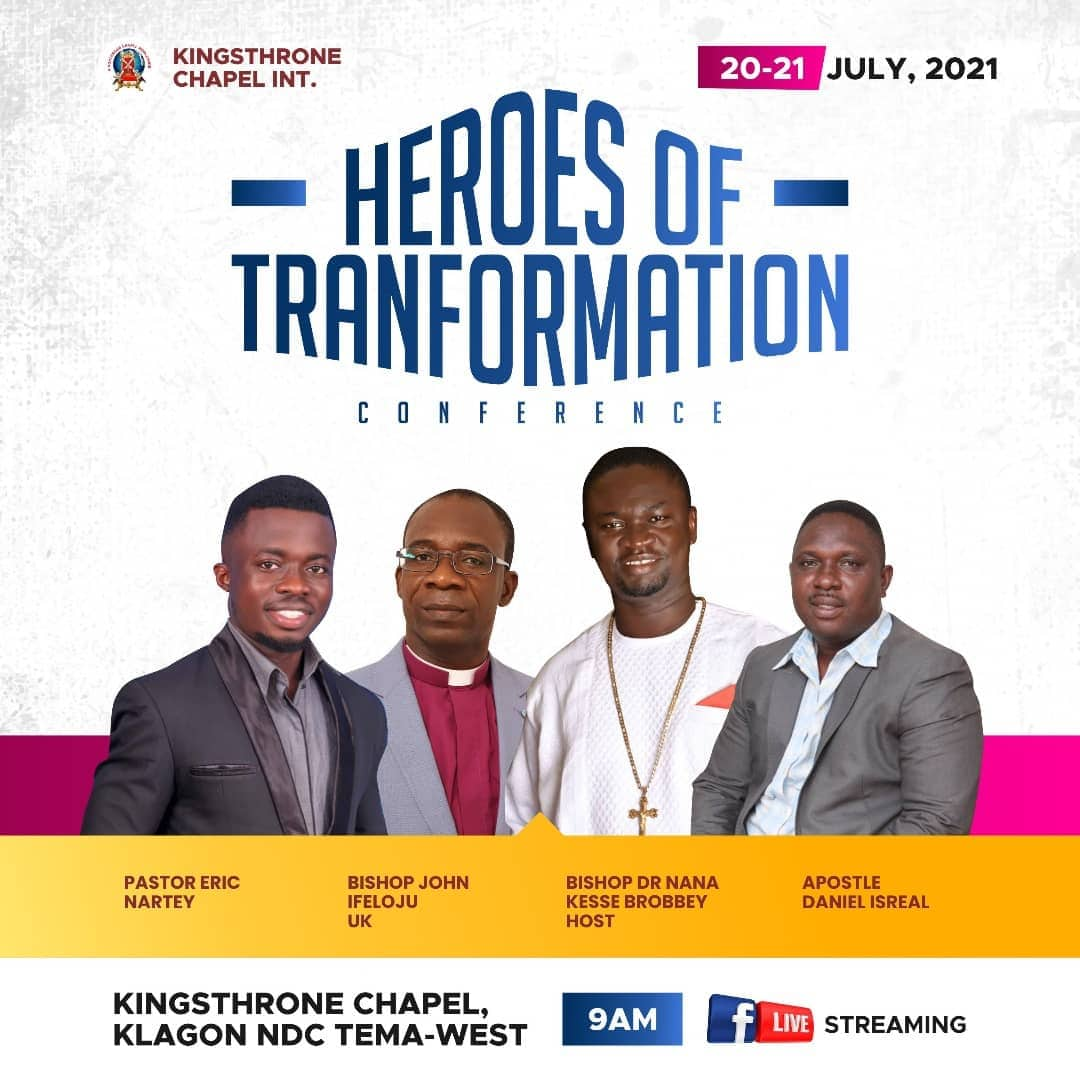 KINGSTHRONE
CHAPEL INT.
20-21 JULY, 2021
HEROES OF
TRANFORMATION
CONFERENCE
PASTOR ERIC
NARTEY
BISHOP JOHN
IFELOJU
UK
BISHOP DR NANA
KESSE BROBBEY
HOST
APOSTLE
DANIEL ISREAL
KINGSTHRONE CHAPEL,
KLAGON NDC TEMA-WEST
9AM
f LIVE STREAMING